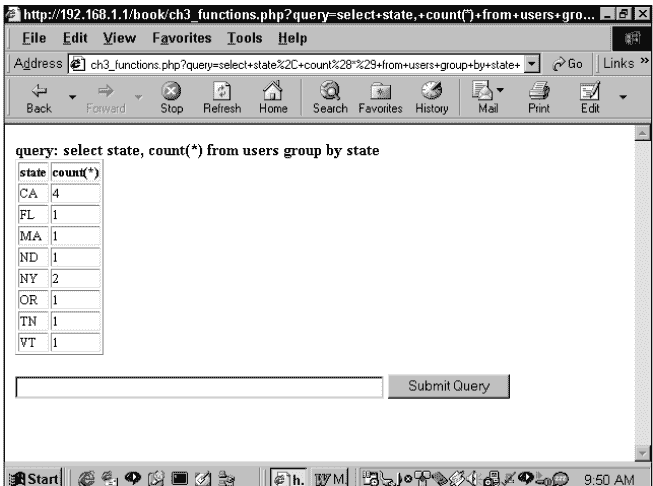 http://192.168.1.1/book/ch3_functions.php?query=select+state,+count(*)+from+users+gro...
File Edit View Favorites Tools Help
Address ch3_functions.php?query=select+state%2C+count%28*%29+from+users+group+by+state+ Go Links »
Back Forward Stop Refresh Home Search Favorites History Mail Print Edit
query: select state, count(*) from users group by state
state count(*)
CA 4
FL 1
MA 1
ND 1
NY 2
OR 1
TN 1
VT 1
Submit Query
Start h. M. 9:50 AM